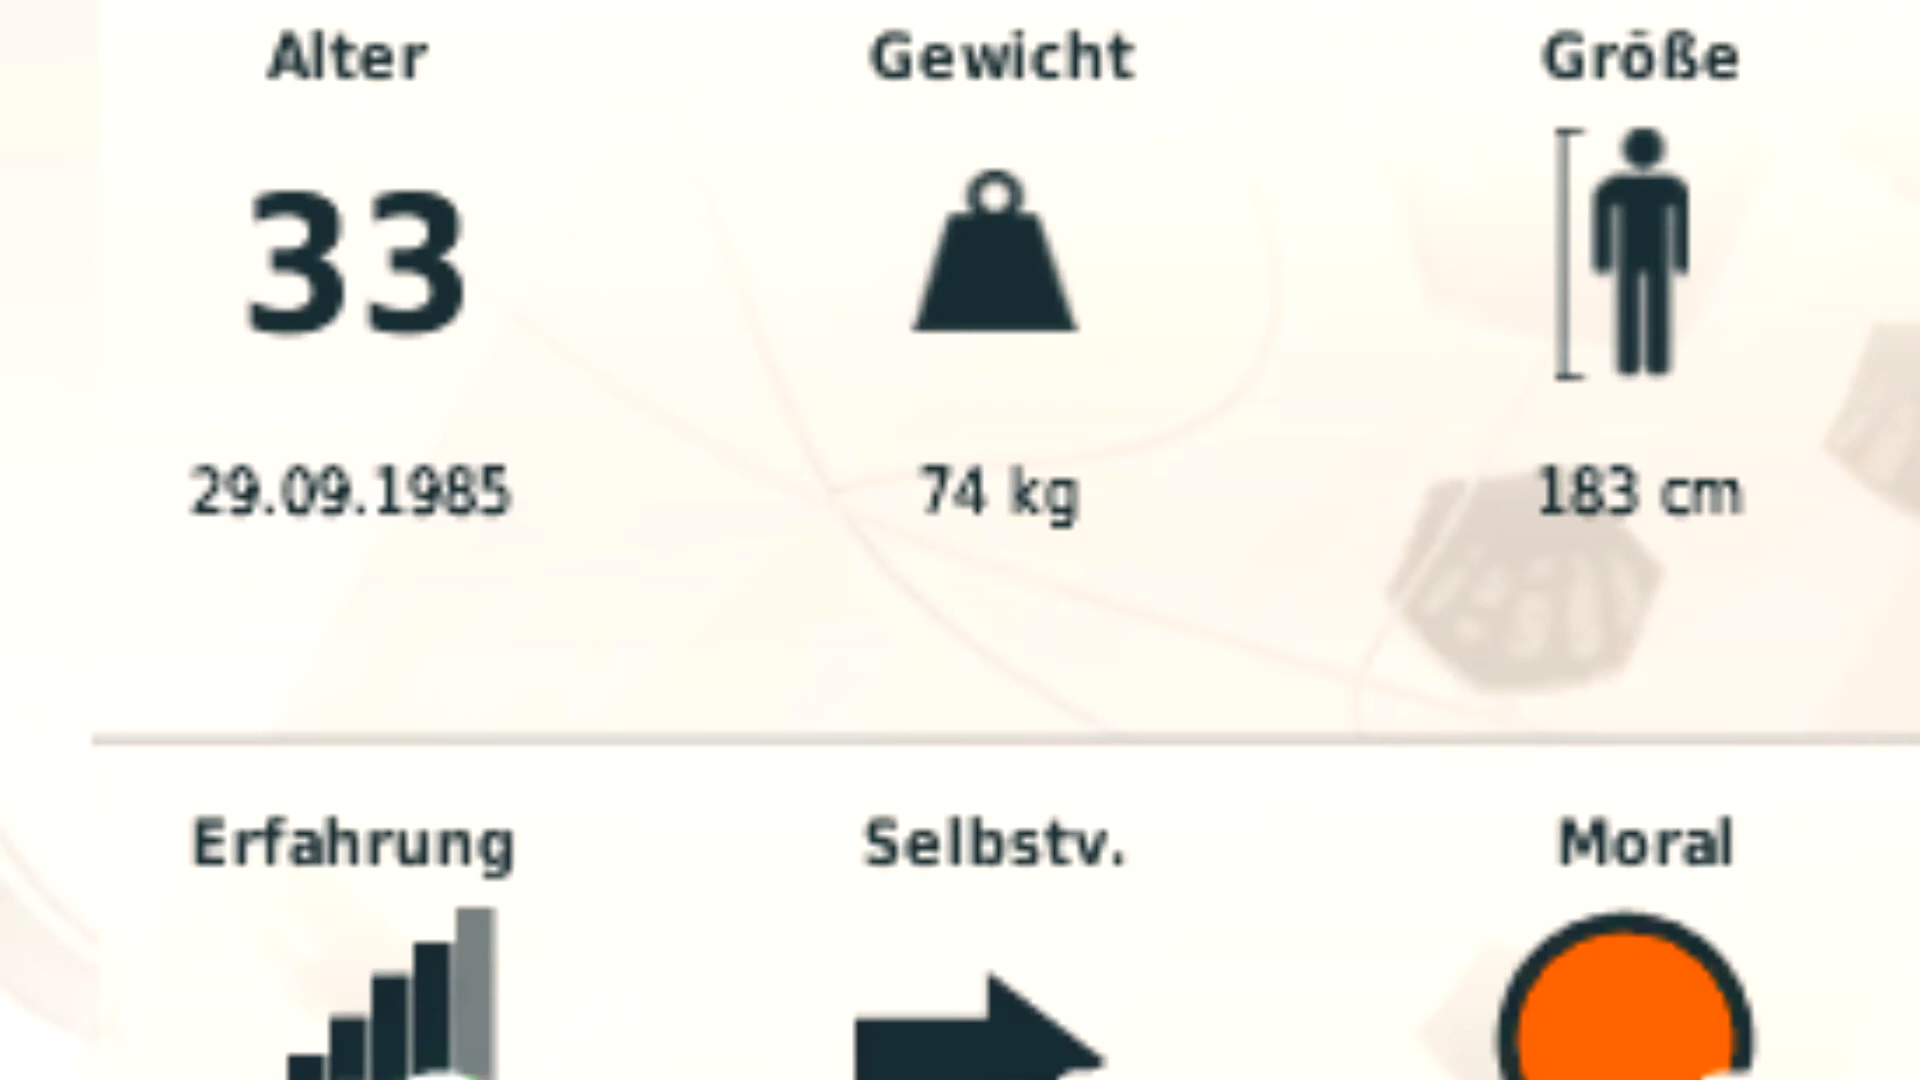 Alter Gewicht Größe
33
29.09.1985 74 kg 183 cm
Erfahrung Selbstv. Moral